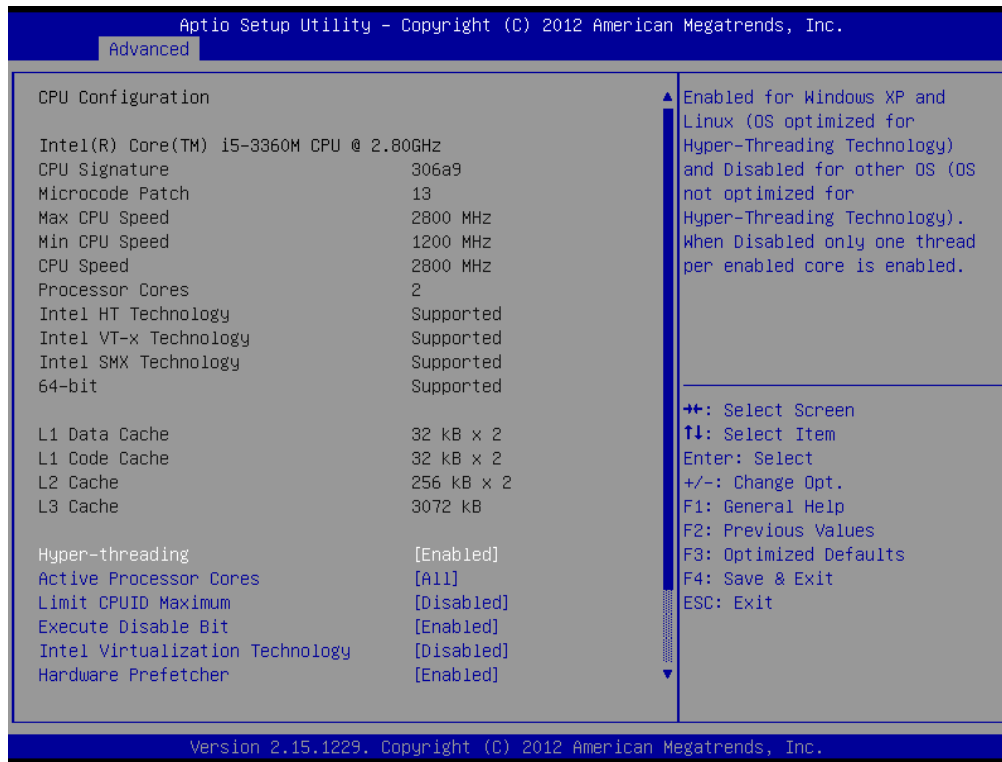 Aptio Setup Utility – Copyright (C) 2012 American Megatrends, Inc.
Advanced
CPU Configuration
Intel(R) Core(TM) i5-3360M CPU @ 2.80GHz
CPU Signature 306a9
Microcode Patch 13
Max CPU Speed 2800 MHz
Min CPU Speed 1200 MHz
CPU Speed 2800 MHz
Processor Cores 2
Intel HT Technology Supported
Intel VT-x Technology Supported
Intel SMX Technology Supported
64-bit Supported
L1 Data Cache 32 kB x 2
L1 Code Cache 32 kB x 2
L2 Cache 256 kB x 2
L3 Cache 3072 kB
Hyper-threading [Enabled]
Active Processor Cores [All]
Limit CPUID Maximum [Disabled]
Execute Disable Bit [Enabled]
Intel Virtualization Technology [Disabled]
Hardware Prefetcher [Enabled]
Enabled for Windows XP and
Linux (OS optimized for
Hyper-Threading Technology)
and Disabled for other OS (OS
not optimized for
Hyper-Threading Technology).
When Disabled only one thread
per enabled core is enabled.
→←: Select Screen
↑↓: Select Item
Enter: Select
+/-: Change Opt.
F1: General Help
F2: Previous Values
F3: Optimized Defaults
F4: Save & Exit
ESC: Exit
Version 2.15.1229. Copyright (C) 2012 American Megatrends, Inc.